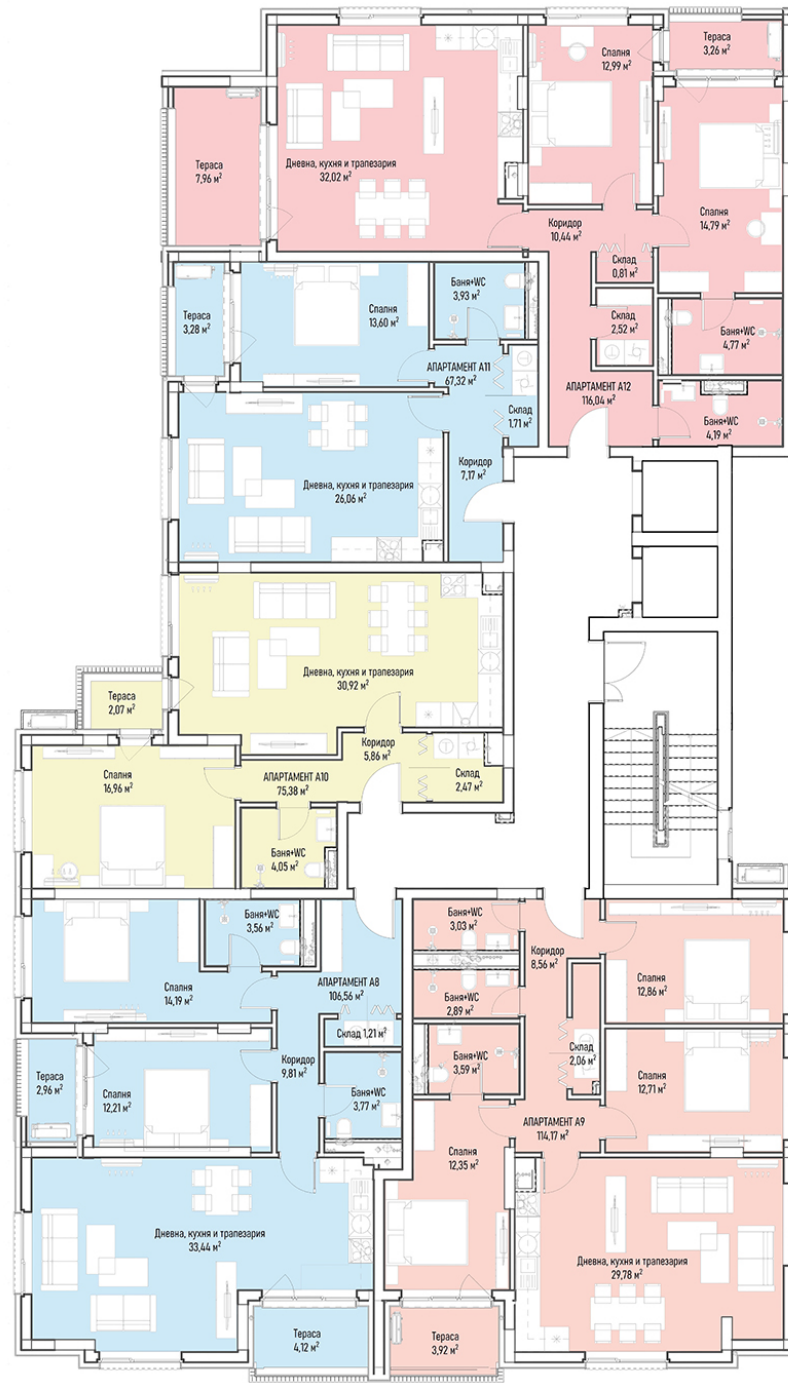 Спалня
12,99 м²
Тераса
3,26 м²
Тераса
7,96 м²
Дневна, кухня и трапезария
32,02 м²
Спалня
14,79 м²
Коридор
10,44 м²
Склад
0,81 м²
Баня+WC
3,93 м²
Спалня
13,60 м²
Тераса
3,28 м²
Склад
2,52 м²
Баня+WC
4,77 м²
АПАРТАМЕНТ А11
67,32 м²
АПАРТАМЕНТ А12
116,04 м²
Склад
1,71 м²
Баня+WC
4,19 м²
Коридор
7,17 м²
Дневна, кухня и трапезария
26,06 м²
Дневна, кухня и трапезария
30,92 м²
Тераса
2,07 м²
Коридор
5,86 м²
Спалня
16,96 м²
АПАРТАМЕНТ А10
75,38 м²
Склад
2,47 м²
Баня+WC
4,05 м²
Баня+WC
3,56 м²
Баня+WC
3,03 м²
Коридор
8,56 м²
Спалня
14,19 м²
АПАРТАМЕНТ А8
106,56 м²
Спалня
12,86 м²
Баня+WC
2,89 м²
Склад 1,21 м²
Склад
2,06 м²
Коридор
9,81 м²
Баня+WC
3,59 м²
Тераса
2,96 м²
Спалня
12,21 м²
Спалня
12,71 м²
Баня+WC
3,77 м²
АПАРТАМЕНТ А9
114,17 м²
Спалня
12,35 м²
Дневна, кухня и трапезария
33,44 м²
Дневна, кухня и трапезария
29,78 м²
Тераса
4,12 м²
Тераса
3,92 м²